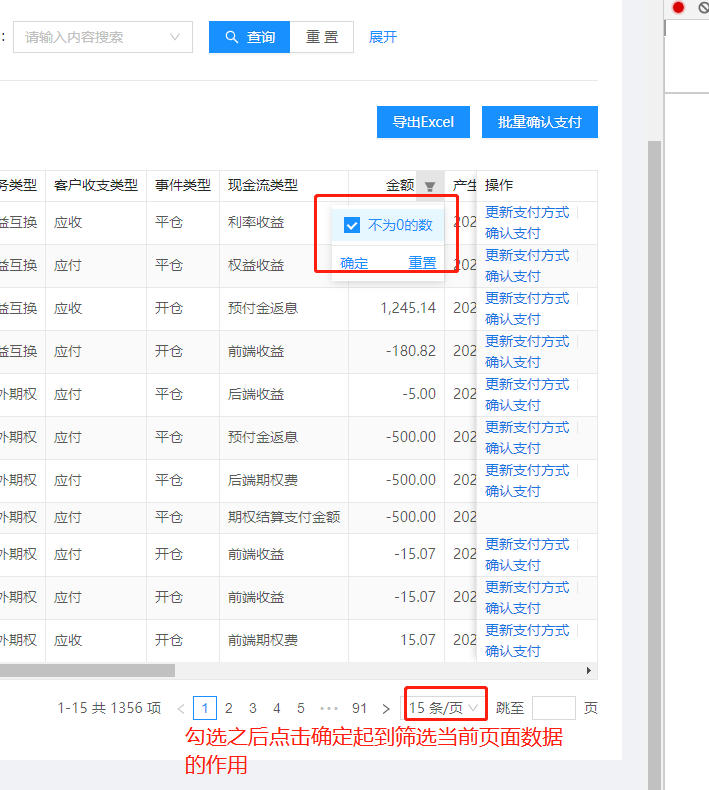 : 请输入内容搜索 查询 重 置 展开
导出Excel 批量确认支付
务类型 客户收支类型 事件类型 现金流类型 金额 产生 操作
益互换 应收 平仓 利率收益 202 更新支付方式
确认支付
不为0的数
确定 重置
益互换 应付 平仓 权益收益 202 更新支付方式
确认支付
益互换 应收 开仓 预付金返息 1,245.14 202 更新支付方式
确认支付
益互换 应付 开仓 前端收益 -180.82 202 更新支付方式
确认支付
外期权 应付 平仓 后端收益 -5.00 202 更新支付方式
确认支付
外期权 应付 平仓 预付金返息 -500.00 202 更新支付方式
确认支付
外期权 应付 平仓 后端期权费 -500.00 202 更新支付方式
确认支付
外期权 应付 平仓 期权结算支付金额 -500.00 202
外期权 应付 开仓 前端收益 -15.07 202 更新支付方式
确认支付
外期权 应付 开仓 前端收益 -15.07 202 更新支付方式
确认支付
外期权 应收 开仓 前端期权费 15.07 202 更新支付方式
确认支付
1-15 共 1356 项 < 1 2 3 4 5 ••• 91 > 15 条/页 跳至 页
勾选之后点击确定起到筛选当前页面数据
的作用